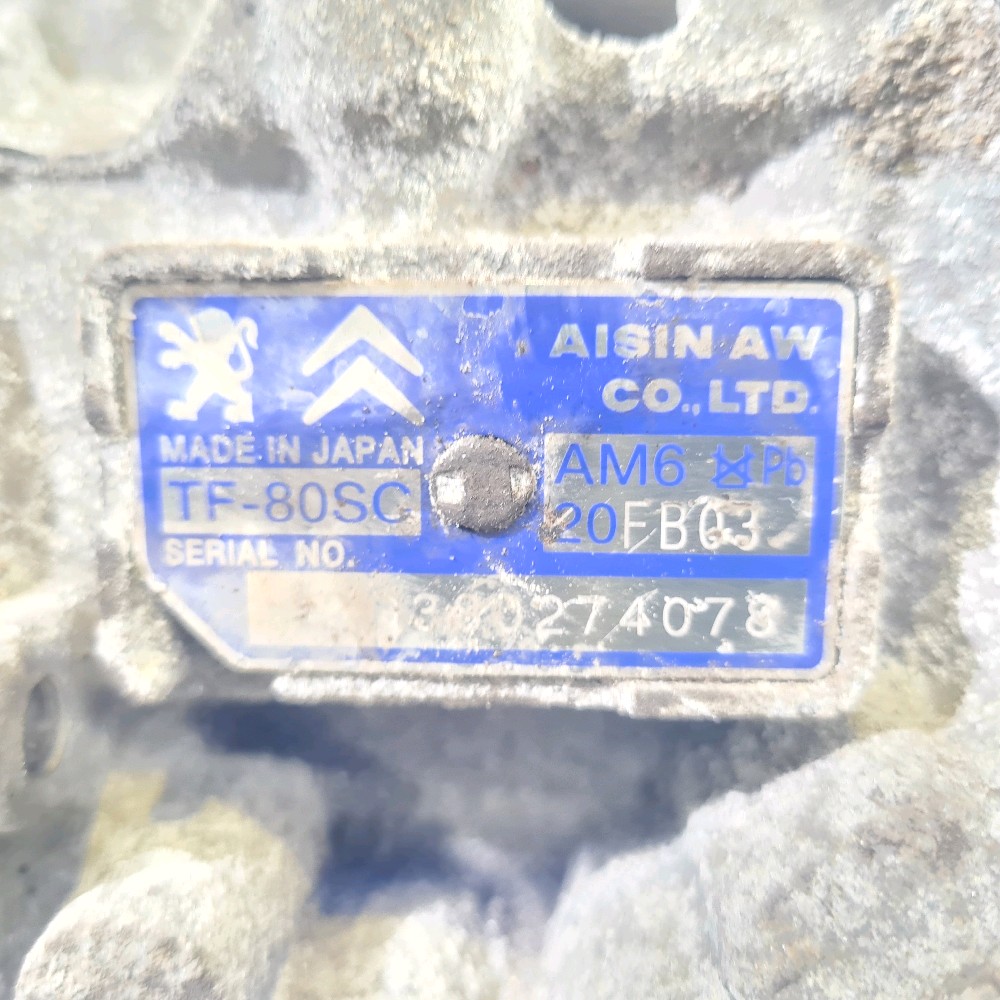 AISIN AW
CO., LTD.
MADE IN JAPAN
TF-80SC
AM6 Pb
20FB03
SERIAL NO.
274078